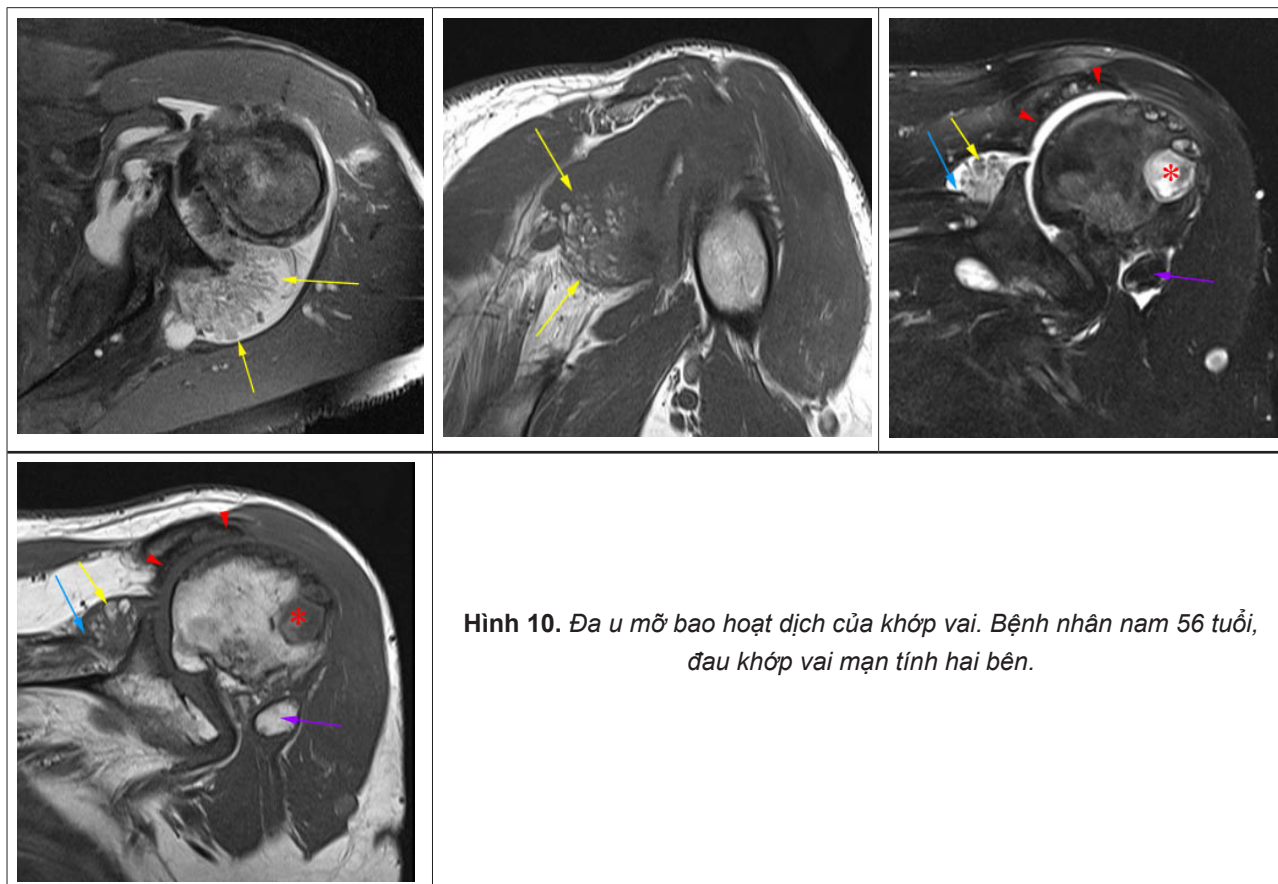 Hình 10. Đa u mỡ bao hoạt dịch của khớp vai. Bệnh nhân nam 56 tuổi,
đau khớp vai mạn tính hai bên.